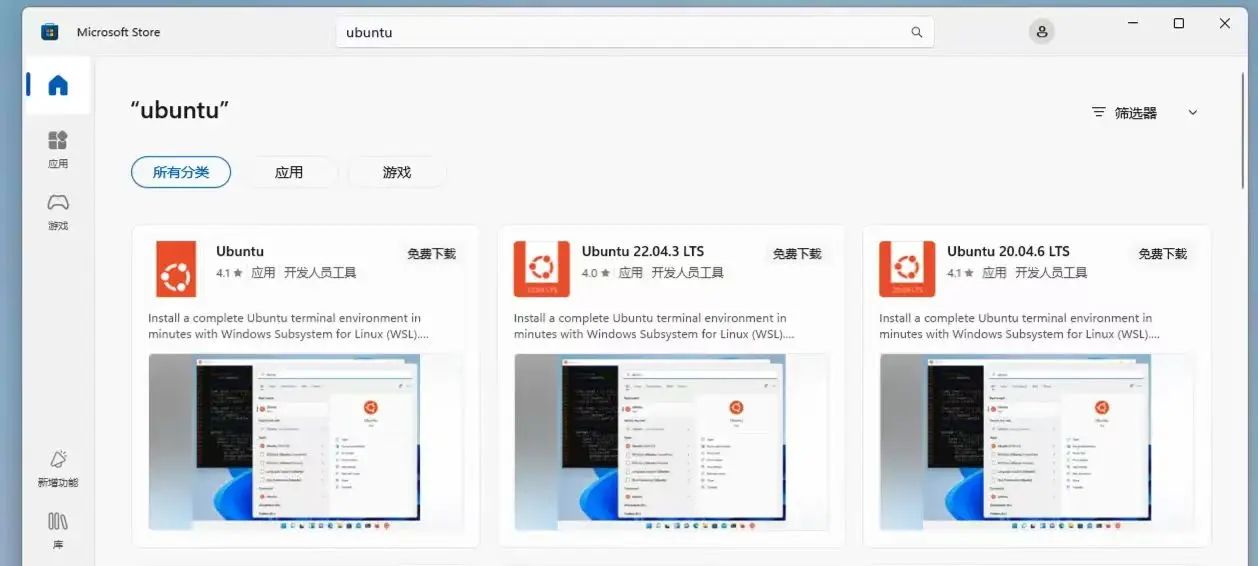 Microsoft Store
ubuntu
“ubuntu”
筛选器
所有分类 应用 游戏
应用
游戏
新增功能
库
Ubuntu
免费下载
4.1 ★ 应用 开发人员工具
Install a complete Ubuntu terminal environment in
minutes with Windows Subsystem for Linux (WSL)....
Ubuntu 22.04.3 LTS
免费下载
4.0 ★ 应用 开发人员工具
22.04 LTS
Install a complete Ubuntu terminal environment in
minutes with Windows Subsystem for Linux (WSL)....
Ubuntu 20.04.6 LTS
免费下载
4.1 ★ 应用 开发人员工具
20.04 LTS
Install a complete Ubuntu terminal environment in
minutes with Windows Subsystem for Linux (WSL)....